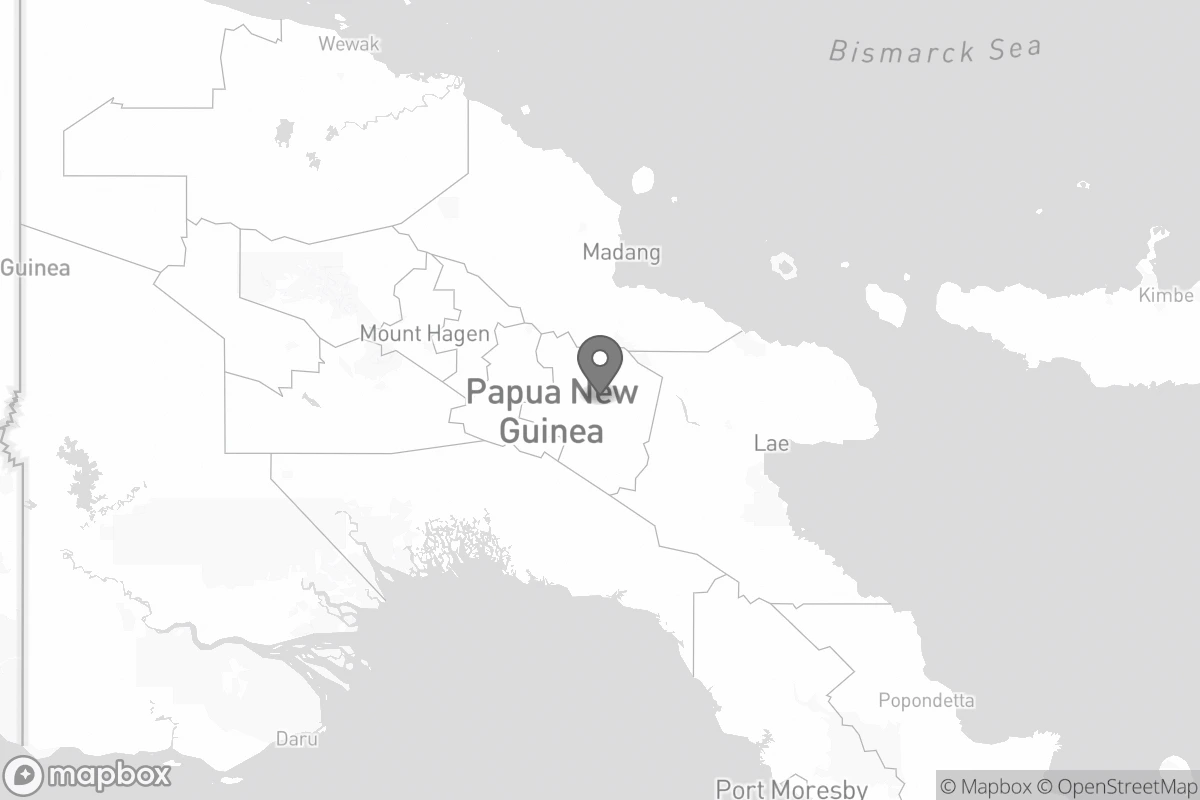 Wewak
Bismarck Sea
Madang
Guinea
Kimbe
Mount Hagen
Papua New
Guinea
Lae
Popondetta
Daru
mapbox
Port Moresby
© Mapbox © OpenStreetMap